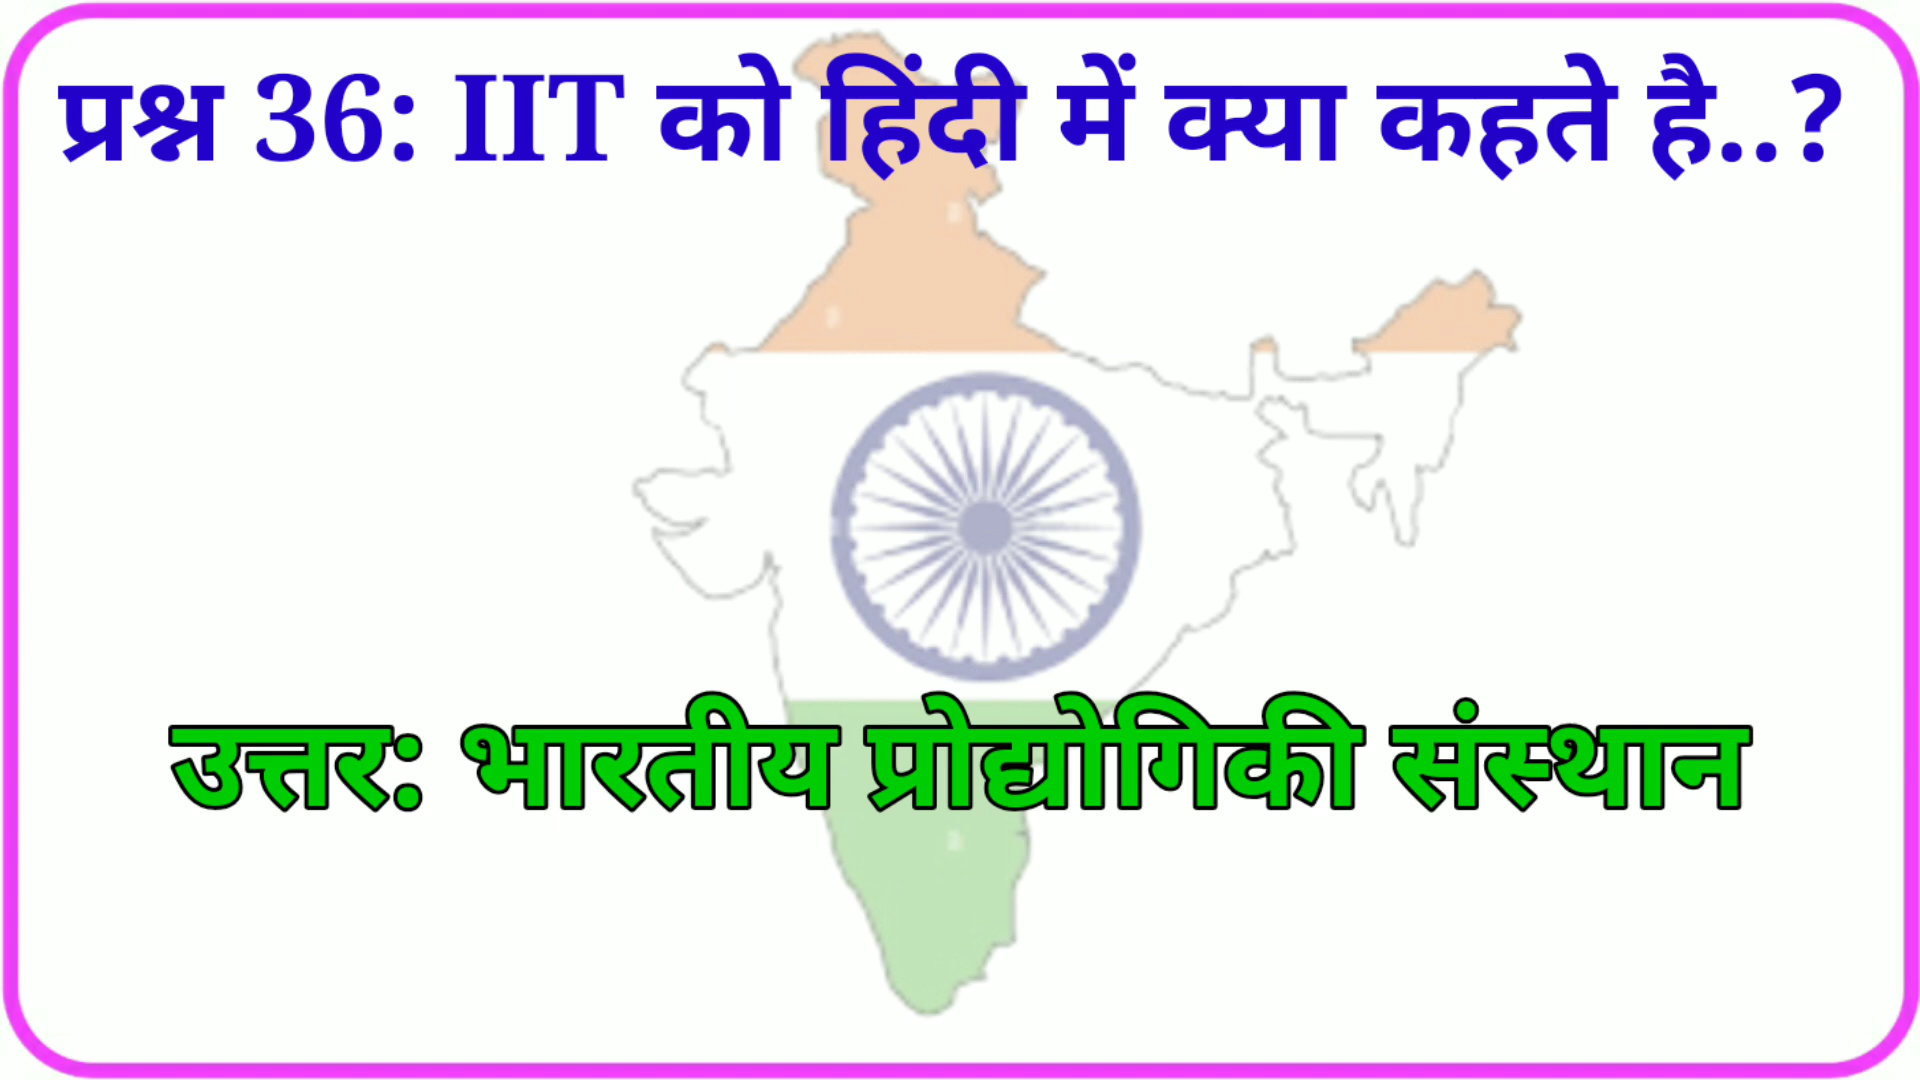 प्रश्न 36: IIT को हिंदी में क्या कहते है..?
उत्तर: भारतीय प्रोद्योगिकी संस्थान